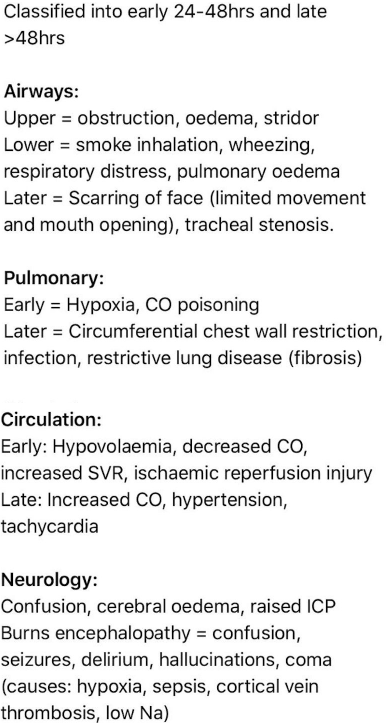 Classified into early 24-48hrs and late
>48hrs
Airways:
Upper = obstruction, oedema, stridor
Lower = smoke inhalation, wheezing,
respiratory distress, pulmonary oedema
Later = Scarring of face (limited movement
and mouth opening), tracheal stenosis.
Pulmonary:
Early = Hypoxia, CO poisoning
Later = Circumferential chest wall restriction,
infection, restrictive lung disease (fibrosis)
Circulation:
Early: Hypovolaemia, decreased CO,
increased SVR, ischaemic reperfusion injury
Late: Increased CO, hypertension,
tachycardia
Neurology:
Confusion, cerebral oedema, raised ICP
Burns encephalopathy = confusion,
seizures, delirium, hallucinations, coma
(causes: hypoxia, sepsis, cortical vein
thrombosis, low Na)